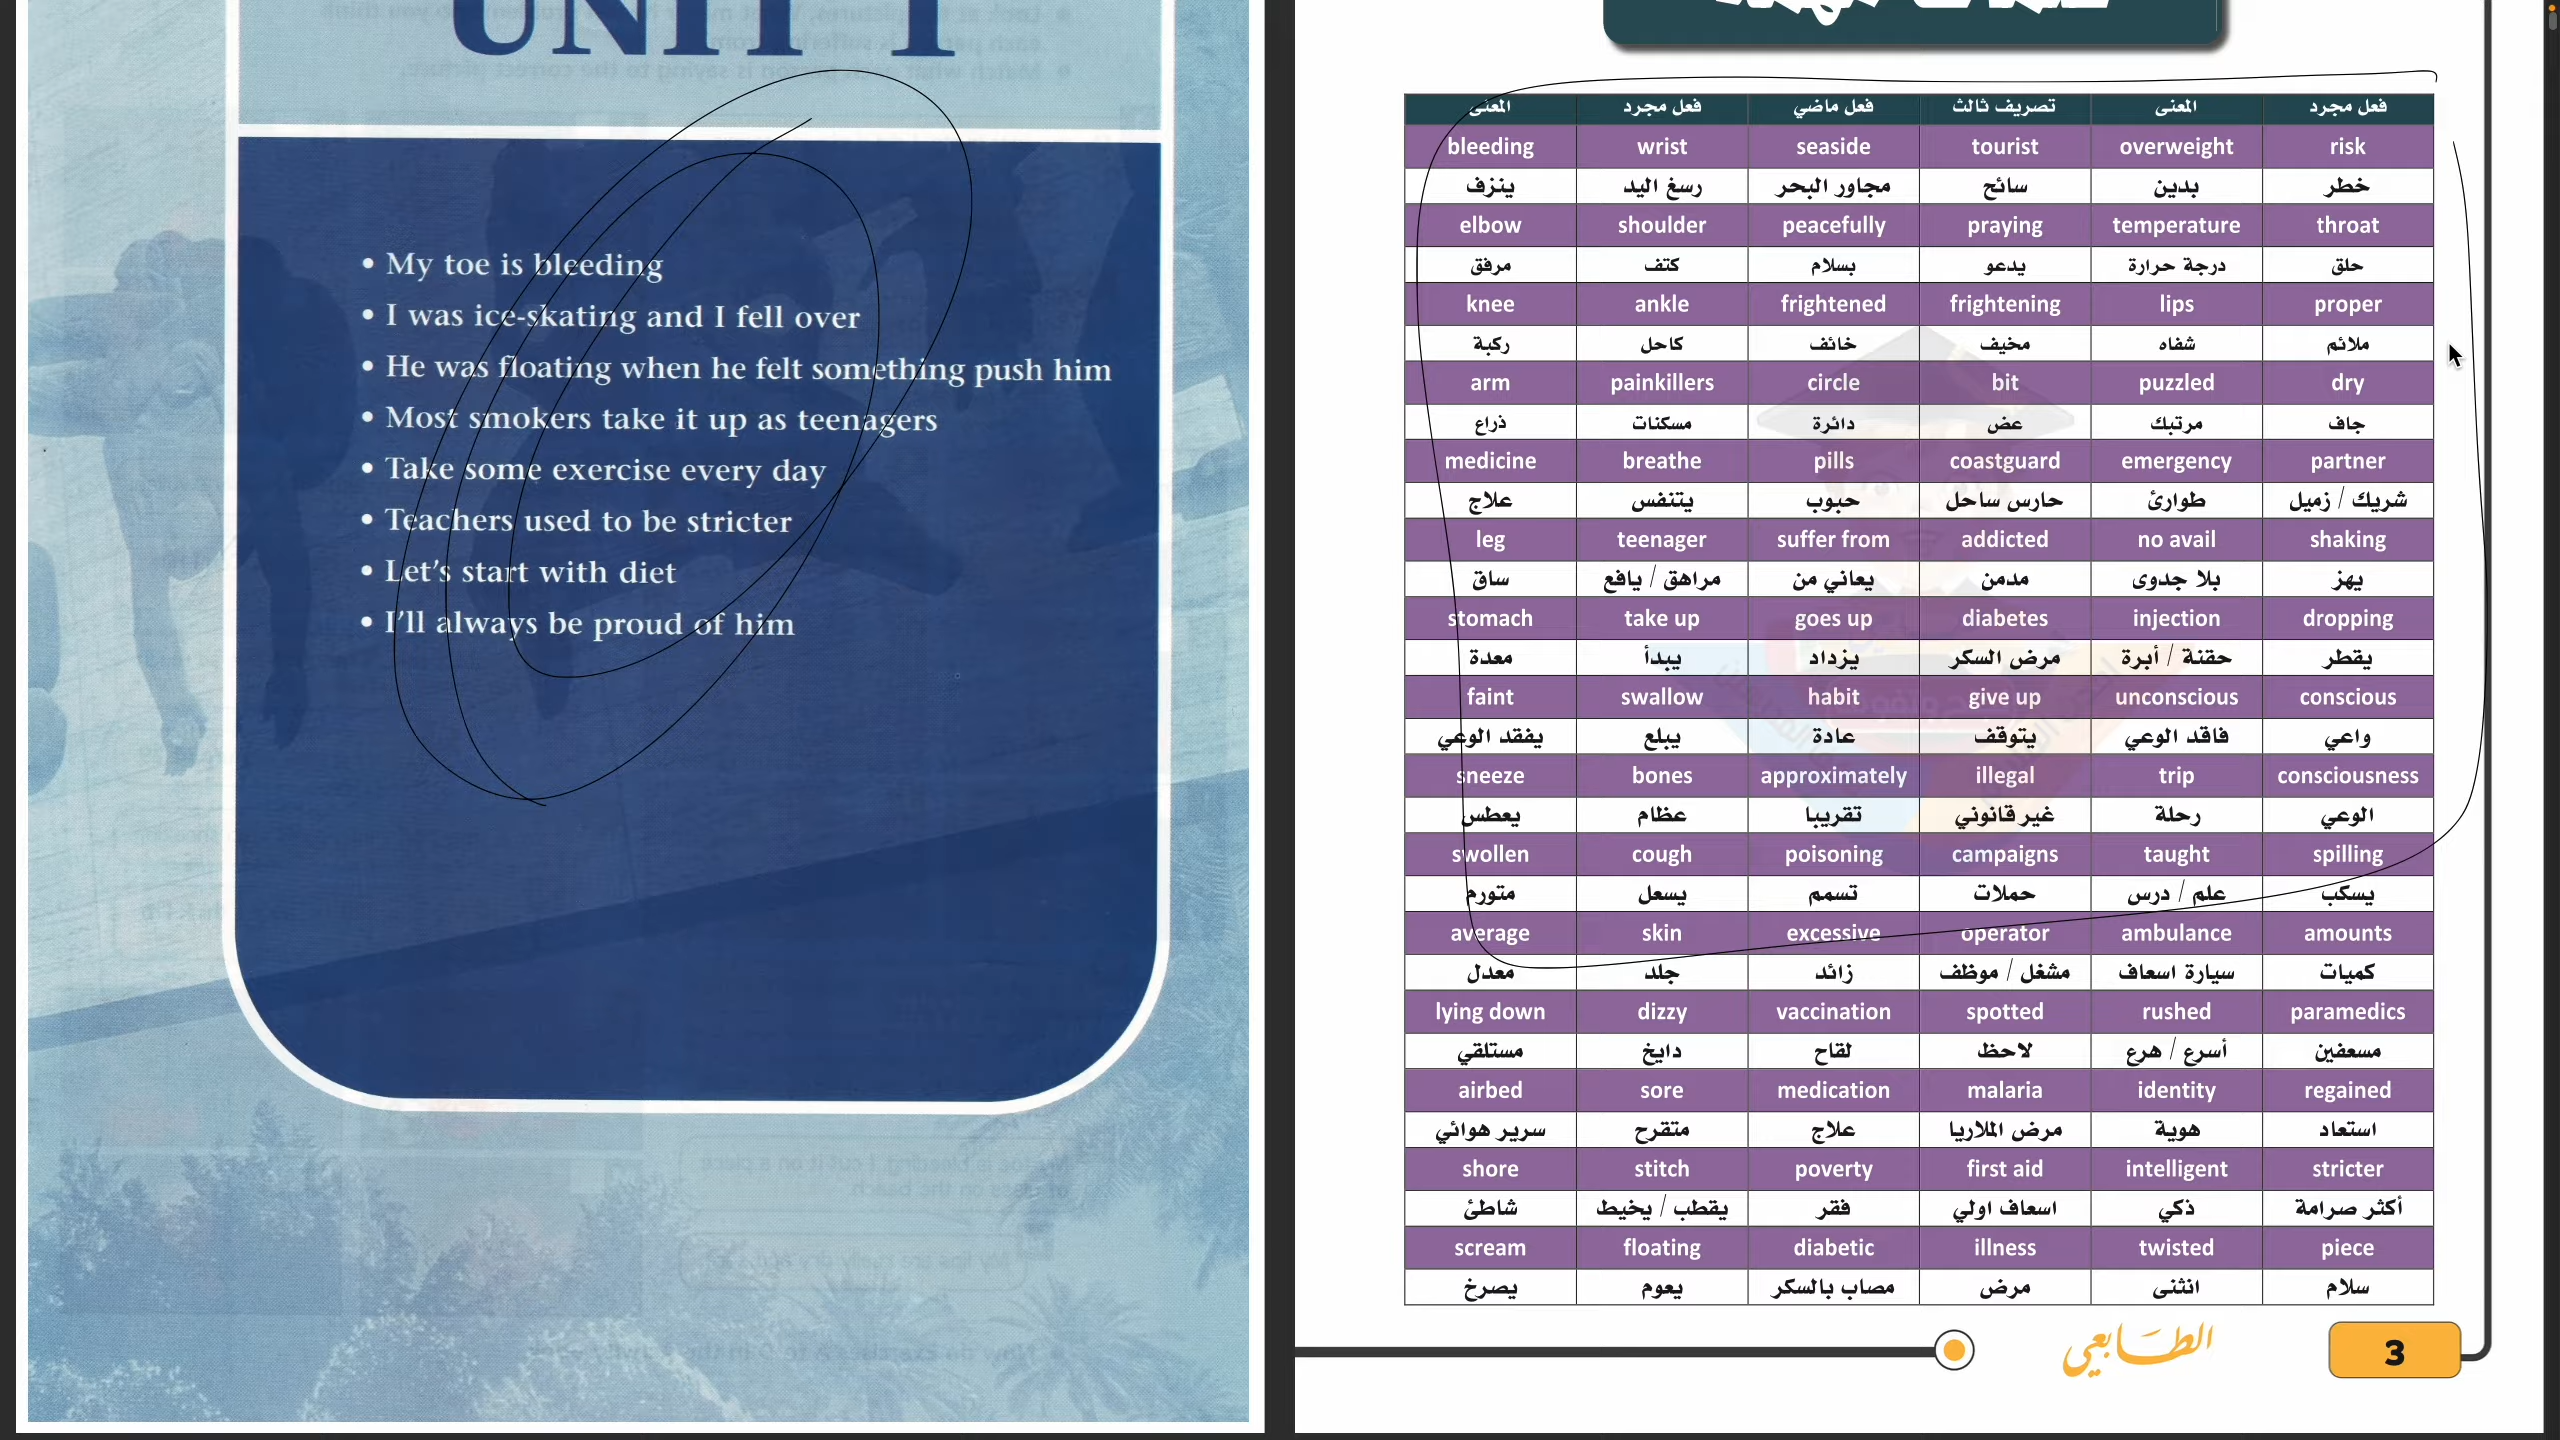 UNIT 1
• My toe is bleeding
• I was ice-skating and I fell over
• He was floating when he felt something push him
• Most smokers take it up as teenagers
• Take some exercise every day
• Teachers used to be stricter
• Let's start with diet
• I'll always be proud of him
المعنى فعل مجرد فعل ماضي تصريف ثالث المعنى فعل مجرد
bleeding wrist seaside tourist overweight risk
ينزف رسغ اليد مجاور البحر سائح بدين خطر
elbow shoulder peacefully praying temperature throat
مرفق كتف بسلام يدعو درجة حرارة حلق
knee ankle frightened frightening lips proper
ركبة كاحل خائف مخيف شفاه ملائم
arm painkillers circle bit puzzled dry
ذراع مسكنات دائرة عض مرتبك جاف
medicine breathe pills coastguard emergency partner
علاج يتنفس حبوب حارس ساحل طوارئ شريك / زميل
leg teenager suffer from addicted no avail shaking
ساق مراهق / يافع يعاني من مدمن بلا جدوى يهز
stomach take up goes up diabetes injection dropping
معدة يبدأ يزداد مرض السكر حقنة / أبرة يقطر
faint swallow habit give up unconscious conscious
يفقد الوعي يبلع عادة يتوقف فاقد الوعي واعي
sneeze bones approximately illegal trip consciousness
يعطس عظام تقريبا غير قانوني رحلة الوعي
swollen cough poisoning campaigns taught spilling
متورم يسعل تسمم حملات علم / درس يسكب
average skin excessive operator ambulance amounts
معدل جلد زائد مشغل / موظف سيارة اسعاف كميات
lying down dizzy vaccination spotted rushed paramedics
مستلقي دايخ لقاح لاحظ أسرع / هرع مسعفين
airbed sore medication malaria identity regained
سرير هوائي متقرح علاج مرض الملاريا هوية استعاد
shore stitch poverty first aid intelligent stricter
شاطئ يقطب / يخيط فقر اسعاف اولي ذكي أكثر صرامة
scream floating diabetic illness twisted piece
يصرخ يعوم مصاب بالسكر مرض انثنى سلام
الطابعي
3